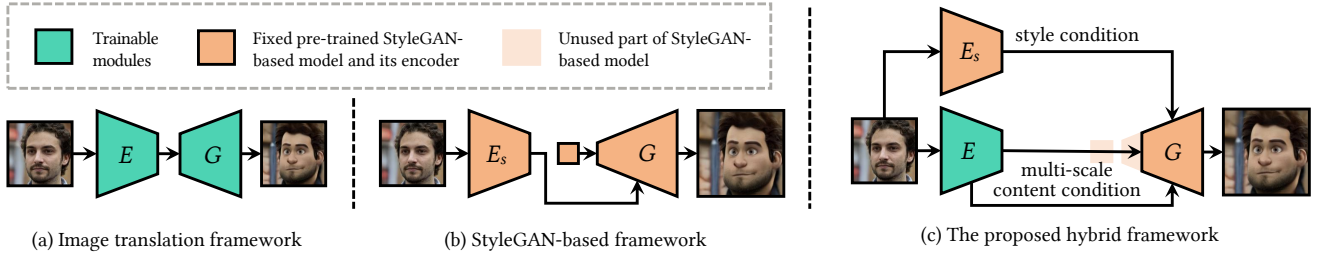 Trainable
modules
Fixed pre-trained StyleGAN-
based model and its encoder
Unused part of StyleGAN-
based model
E
G
(a) Image translation framework
E_s
G
(b) StyleGAN-based framework
E_s
style condition
E
G
multi-scale
content condition
(c) The proposed hybrid framework